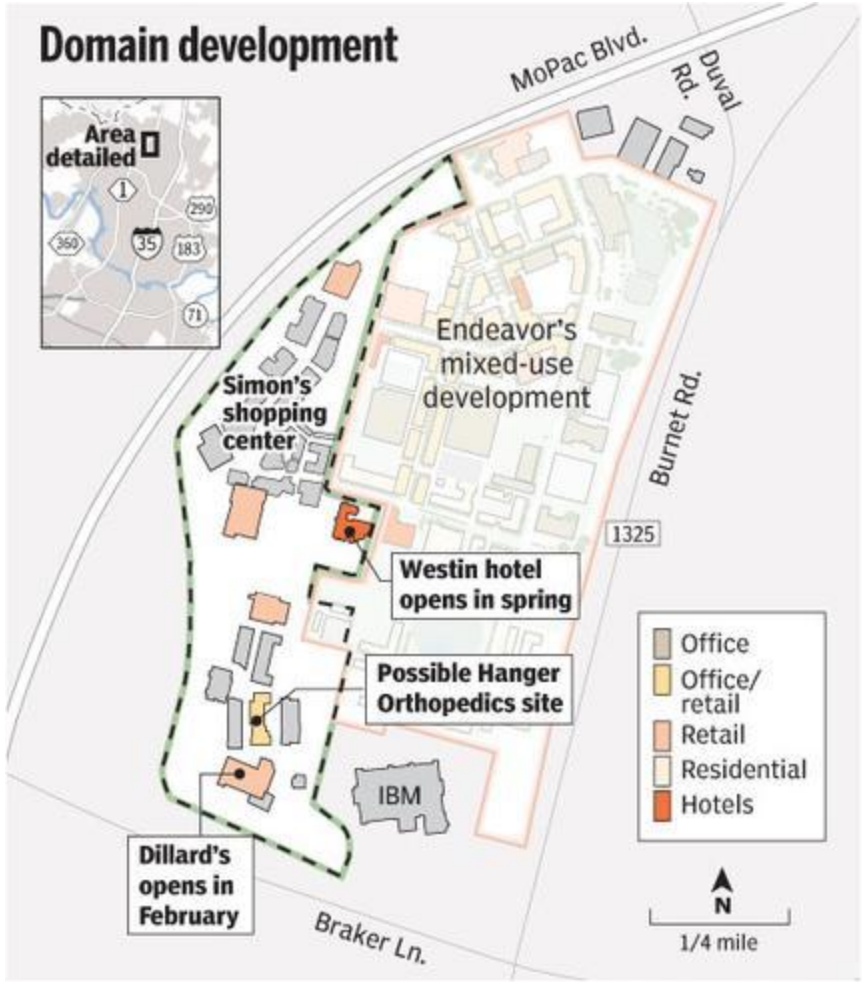 Domain development
Area
detailed
1
290
360
35
183
71
MoPac Blvd.
Duval
Rd.
Endeavor's
mixed-use
development
Simon's
shopping
center
Burnet Rd.
1325
Westin hotel
opens in spring
Possible Hanger
Orthopedics site
IBM
Dillard's
opens in
February
Braker Ln.
Office
Office/
retail
Retail
Residential
Hotels
N
1/4 mile